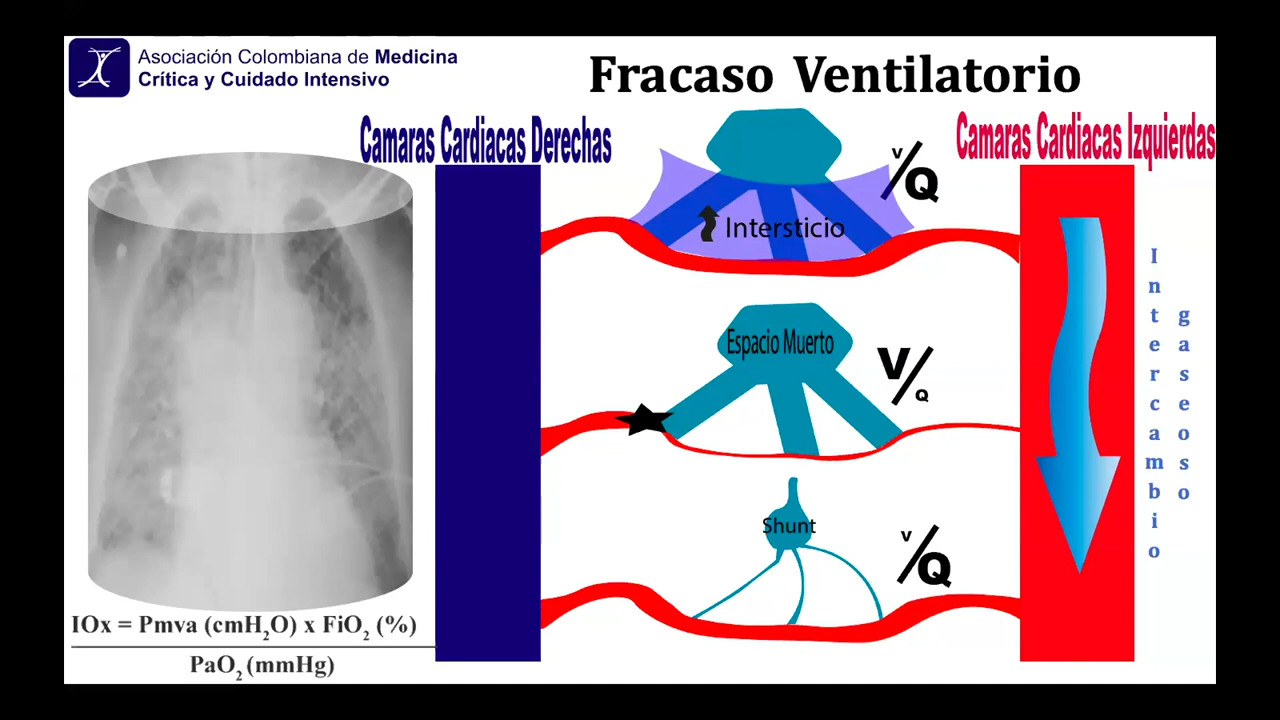 Asociación Colombiana de Medicina
Crítica y Cuidado Intensivo
Fracaso Ventilatorio
Camaras Cardiacas Derechas
Camaras Cardiacas Izquierdas
V/Q
Intersticio
Espacio Muerto
V/Q
Shunt
V/Q
Intercambio
gaseoso
IOx = Pmva (cmH₂O) x FiO₂ (%)
PaO₂ (mmHg)